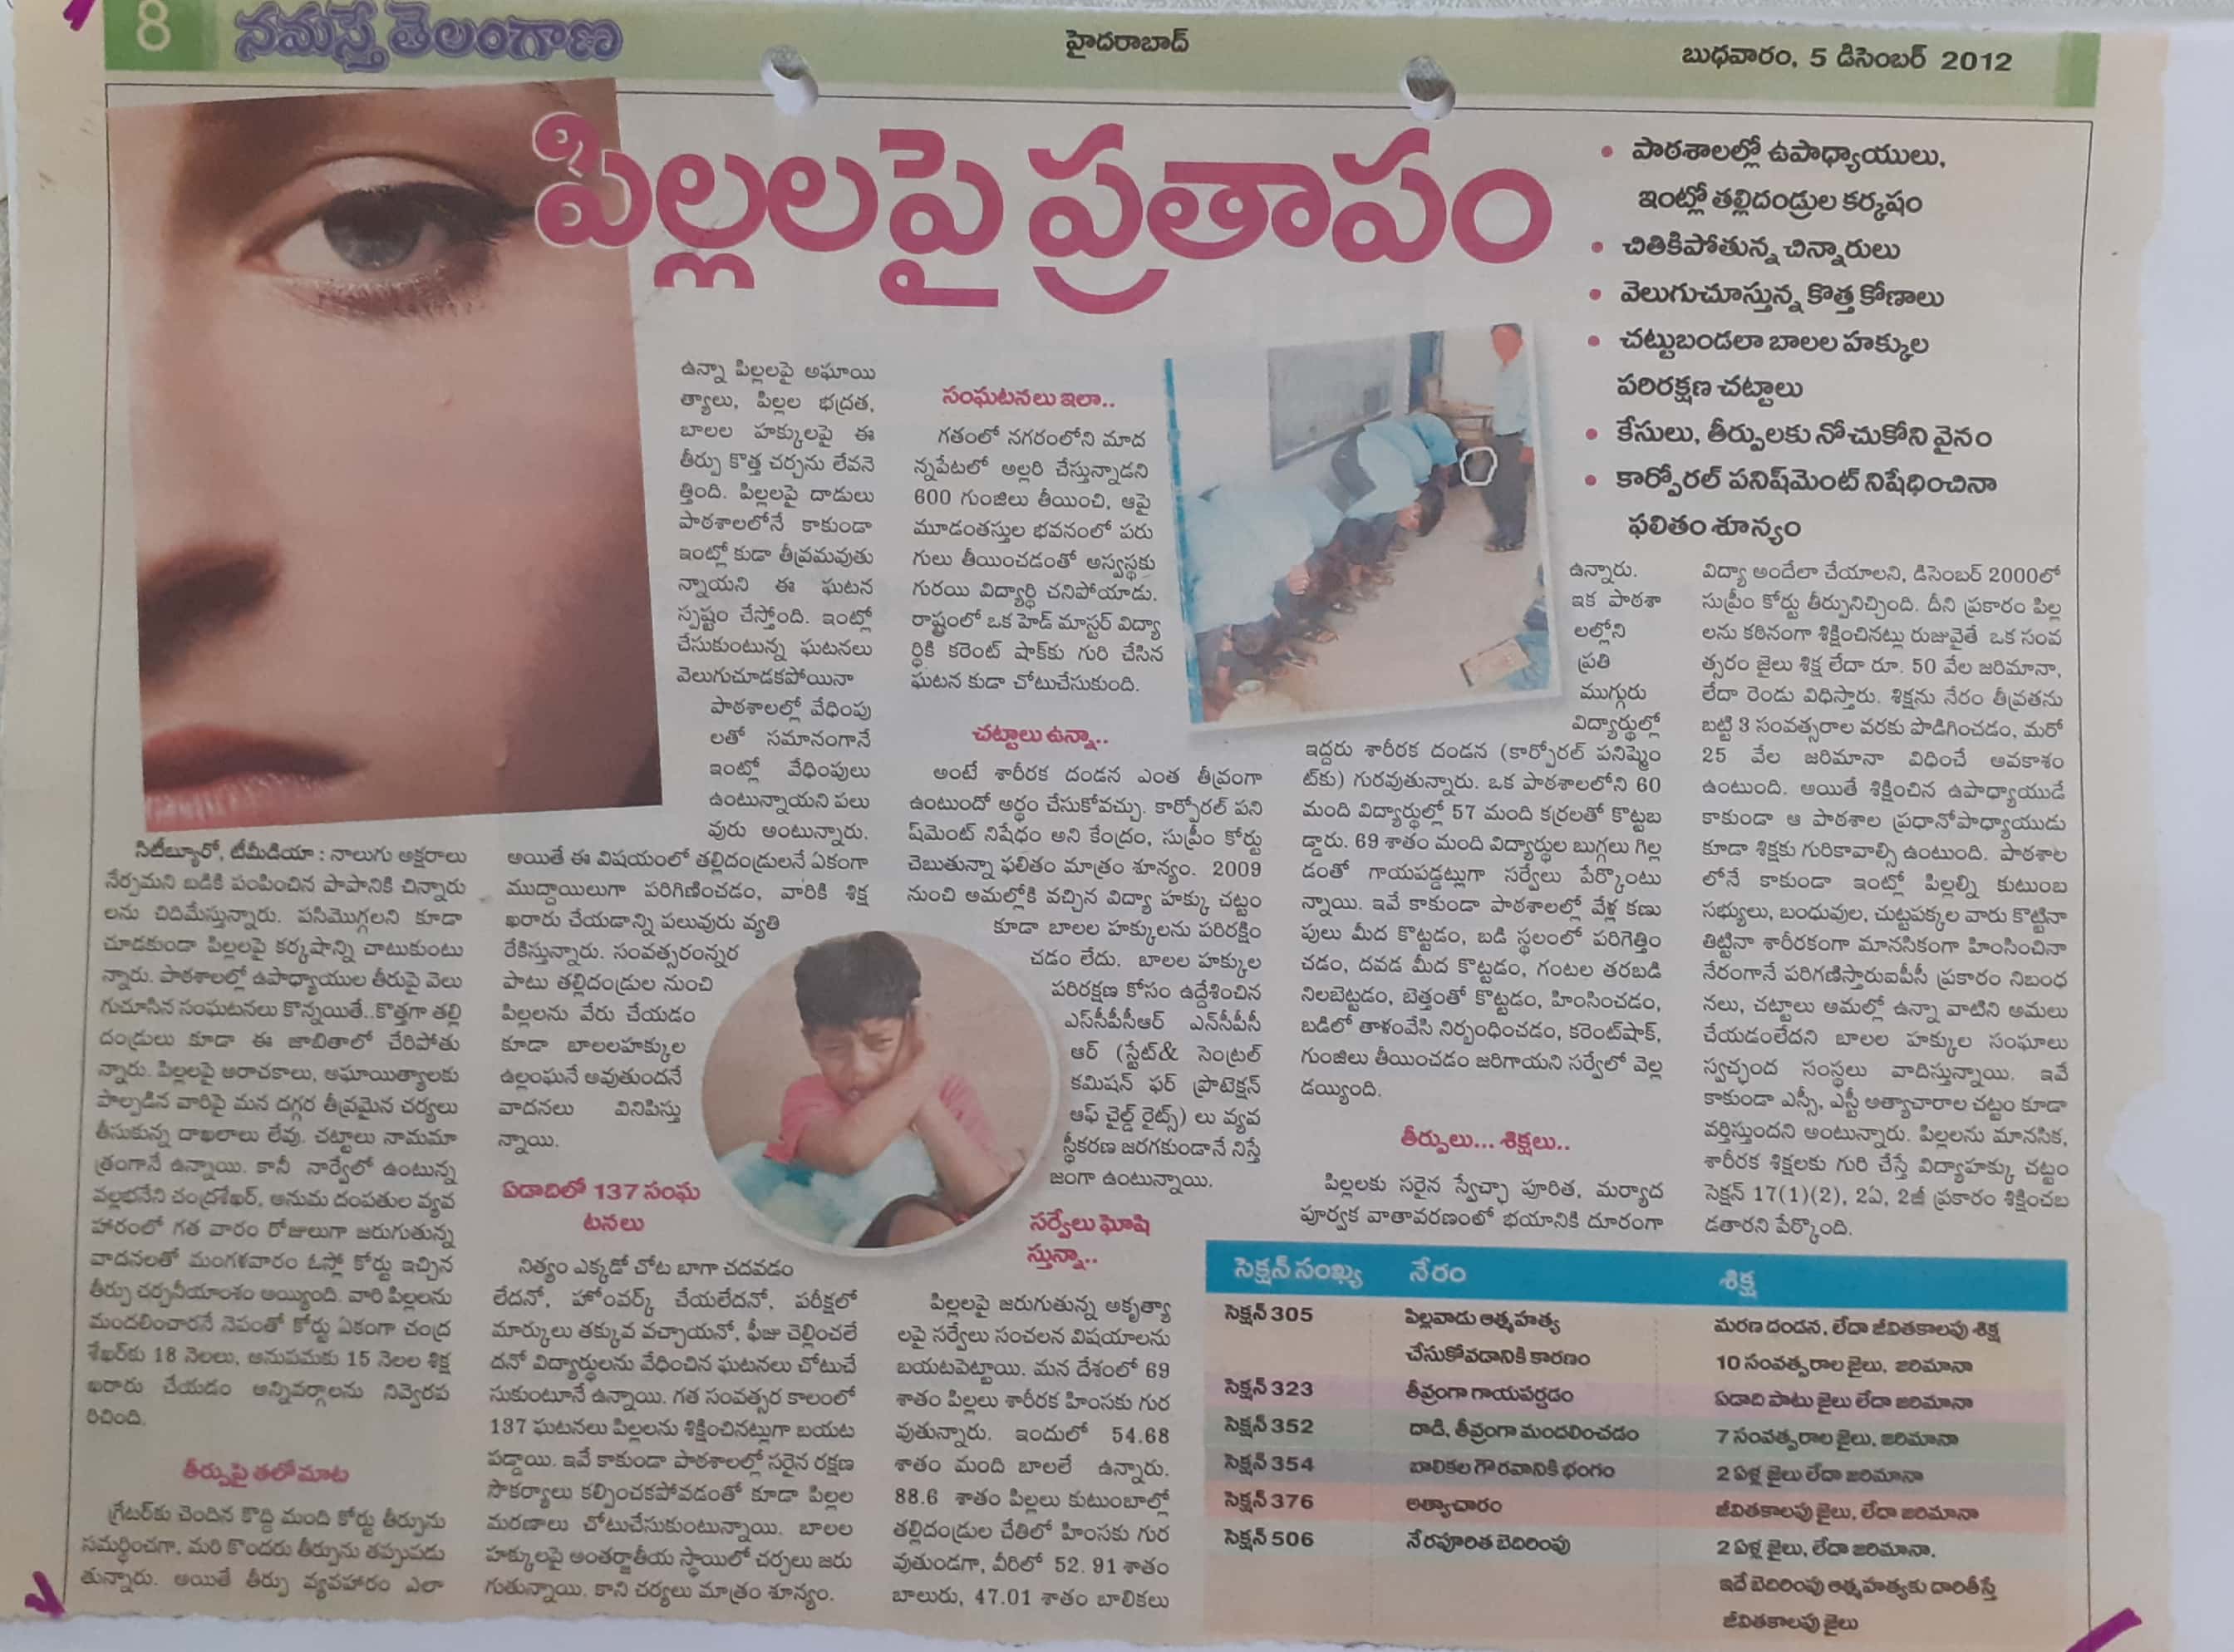 8
నమస్తే తెలంగాణ
హైదరాబాద్
బుధవారం, 5 డిసెంబర్ 2012
పిల్లలపై ప్రతాపం
• పాఠశాలల్లో ఉపాధ్యాయులు,
ఇంట్లో తల్లిదండ్రుల కర్కషం
• చితికిపోతున్న చిన్నారులు
• వెలుగుచూస్తున్న కొత్త కోణాలు
• చట్టుబండలా బాలల హక్కుల
పరిరక్షణ చట్టాలు
• కేసులు, తీర్పులకు నోచుకోని వైనం
• కార్పోరల్ పనిష్‌మెంట్ నిషేధించినా
ఫలితం శూన్యం
సిటీబ్యూరో, టీమీడియా : నాలుగు అక్షరాలు
నేర్పమని బడికి పంపించిన పాపానికి చిన్నారు
లను చిదిమేస్తున్నారు. పసిమొగ్గలని కూడా
చూడకుండా పిల్లలపై కర్కషాన్ని చాటుకుంటు
న్నారు. పాఠశాలల్లో ఉపాధ్యాయుల తీరుపై వెలు
గుచూసిన సంఘటనలు కొన్నయితే..కొత్తగా తల్లి
దండ్రులు కూడా ఈ జాబితాలో చేరిపోతు
న్నారు. పిల్లలపై అరాచకాలు, అఘాయిత్యాలకు
పాల్పడిన వారిపై మన దగ్గర తీవ్రమైన చర్యలు
తీసుకున్న దాఖలాలు లేవు. చట్టాలు నామమా
త్రంగానే ఉన్నాయి. కానీ నార్వేలో ఉంటున్న
వల్లభనేని చంద్రశేఖర్, అనుమ దంపతుల వ్యవ
హారంలో గత వారం రోజులుగా జరుగుతున్న
వాదనలతో మంగళవారం ఓస్లో కోర్టు ఇచ్చిన
తీర్పు చర్చనీయాంశం అయ్యింది. వారి పిల్లలను
మందలించారనే నెపంతో కోర్టు ఏకంగా చంద్ర
శేఖర్‌కు 18 నెలలు, అనుపమకు 15 నెలల శిక్ష
ఖరారు చేయడం అన్నివర్గాలను నివ్వెరప
రిచింది.
తీర్పుపై తలోమాట
గ్రేటర్‌కు చెందిన కొద్ది మంది కోర్టు తీర్పును
సమర్థించగా, మరి కొందరు తీర్పును తప్పుపడు
తున్నారు. అయితే తీర్పు వ్యవహారం ఎలా
ఉన్నా పిల్లలపై అఘాయి
త్యాలు, పిల్లల భద్రత,
బాలల హక్కులపై ఈ
తీర్పు కొత్త చర్చను లేవనె
త్తింది. పిల్లలపై దాడులు
పాఠశాలలోనే కాకుండా
ఇంట్లో కుడా తీవ్రమవుతు
న్నాయని ఈ ఘటన
స్పష్టం చేస్తోంది. ఇంట్లో
చేసుకుంటున్న ఘటనలు
వెలుగుచూడకపోయినా
పాఠశాలల్లో వేధింపు
లతో సమానంగానే
ఇంట్లో వేధింపులు
ఉంటున్నాయని పలు
వురు అంటున్నారు.
అయితే ఈ విషయంలో తల్లిదండ్రులనే ఏకంగా
ముద్దాయిలుగా పరిగిణించడం, వారికి శిక్ష
ఖరారు చేయడాన్ని పలువురు వ్యతి
రేకిస్తున్నారు. సంవత్సరంన్నర
పాటు తల్లిదండ్రుల నుంచి
పిల్లలను వేరు చేయడం
కూడా బాలలహక్కుల
ఉల్లంఘనే అవుతుందనే
వాదనలు వినిపిస్తు
న్నాయి.
ఏడాదిలో 137 సంఘ
టనలు
నిత్యం ఎక్కడో చోట బాగా చదవడం
లేదనో, హోంవర్క్ చేయలేదనో, పరీక్షలో
మార్కులు తక్కువ వచ్చాయనో, ఫీజు చెల్లించలే
దనో విద్యార్థులను వేధించిన ఘటనలు చోటుచే
సుకుంటూనే ఉన్నాయి. గత సంవత్సర కాలంలో
137 ఘటనలు పిల్లలను శిక్షించినట్లుగా బయట
పడ్డాయి. ఇవే కాకుండా పాఠశాలల్లో సరైన రక్షణ
సౌకర్యాలు కల్పించకపోవడంతో కూడా పిల్లల
మరణాలు చోటుచేసుకుంటున్నాయి. బాలల
హక్కులపై అంతర్జాతీయ స్థాయిలో చర్చలు జరు
గుతున్నాయి. కాని చర్యలు మాత్రం శూన్యం.
సంఘటనలు ఇలా..
గతంలో నగరంలోని మాద
న్నపేటలో అల్లరి చేస్తున్నాడని
600 గుంజిలు తీయించి, ఆపై
మూడంతస్తుల భవనంలో పరు
గులు తీయించడంతో అస్వస్థకు
గురయి విద్యార్థి చనిపోయాడు.
రాష్ట్రంలో ఒక హెడ్ మాస్టర్ విద్యా
ర్థికి కరెంట్ షాక్‌కు గురి చేసిన
ఘటన కుడా చోటుచేసుకుంది.
చట్టాలు ఉన్నా..
అంటే శారీరక దండన ఎంత తీవ్రంగా
ఉంటుందో అర్థం చేసుకోవచ్చు. కార్పోరల్ పని
ష్‌మెంట్ నిషేధం అని కేంద్రం, సుప్రీం కోర్టు
చెబుతున్నా ఫలితం మాత్రం శూన్యం. 2009
నుంచి అమల్లోకి వచ్చిన విద్యా హక్కు చట్టం
కూడా బాలల హక్కులను పరిరక్షిం
చడం లేదు. బాలల హక్కుల
పరిరక్షణ కోసం ఉద్దేశించిన
ఎస్‌సీపీసీఆర్ ఎన్‌సీపీసీ
ఆర్ (స్టేట్& సెంట్రల్
కమిషన్ ఫర్ ప్రొటెక్షన్
ఆఫ్ చైల్డ్ రైట్స్) లు వ్యవ
స్థీకరణ జరగకుండానే నిస్తే
జంగా ఉంటున్నాయి.
సర్వేలు ఘోషి
స్తున్నా..
పిల్లలపై జరుగుతున్న అకృత్యా
లపై సర్వేలు సంచలన విషయాలను
బయటపెట్టాయి. మన దేశంలో 69
శాతం పిల్లలు శారీరక హింసకు గుర
వుతున్నారు. ఇందులో 54.68
శాతం మంది బాలలే ఉన్నారు.
88.6 శాతం పిల్లలు కుటుంబాల్లో
తల్లిదండ్రుల చేతిలో హింసకు గుర
వుతుండగా, వీరిలో 52. 91 శాతం
బాలురు, 47.01 శాతం బాలికలు
ఉన్నారు.
ఇక పాఠశా
లల్లోని
ప్రతి
ముగ్గురు
విద్యార్థుల్లో
ఇద్దరు శారీరక దండన (కార్పోరల్ పనిష్మెం
ట్‌కు) గురవుతున్నారు. ఒక పాఠశాలలోని 60
మంది విద్యార్థుల్లో 57 మంది కర్రలతో కొట్టబ
డ్డారు. 69 శాతం మంది విద్యార్థుల బుగ్గలు గిల్ల
డంతో గాయపడ్డట్లుగా సర్వేలు పేర్కొంటు
న్నాయి. ఇవే కాకుండా పాఠశాలల్లో వేళ్ల కణు
పులు మీద కొట్టడం, బడి స్థలంలో పరిగెత్తిం
చడం, దవడ మీద కొట్టడం, గంటల తరబడి
నిలబెట్టడం, బెత్తంతో కొట్టడం, హింసించడం,
బడిలో తాళంవేసి నిర్భంధించడం, కరెంట్‌షాక్,
గుంజిలు తీయించడం జరిగాయని సర్వేలో వెల్ల
డయ్యింది.
తీర్పులు... శిక్షలు..
పిల్లలకు సరైన స్వేచ్ఛా పూరిత, మర్యాద
పూర్వక వాతావరణంలో భయానికి దూరంగా
విద్యా అందేలా చేయాలని, డిసెంబర్ 2000లో
సుప్రీం కోర్టు తీర్పునిచ్చింది. దీని ప్రకారం పిల్ల
లను కఠినంగా శిక్షించినట్లు రుజువైతే ఒక సంవ
త్సరం జైలు శిక్ష లేదా రూ. 50 వేల జరిమానా,
లేదా రెండు విధిస్తారు. శిక్షను నేరం తీవ్రతను
బట్టి 3 సంవత్సరాల వరకు పొడిగించడం, మరో
25 వేల జరిమానా విధించే ఆవకాశం
ఉంటుంది. అయితే శిక్షించిన ఉపాధ్యాయుడే
కాకుండా ఆ పాఠశాల ప్రధానోపాధ్యాయుడు
కూడా శిక్షకు గురికావాల్సి ఉంటుంది. పాఠశాల
లోనే కాకుండా ఇంట్లో పిల్లల్ని కుటుంబ
సభ్యులు, బంధువుల, చుట్టుపక్కల వారు కొట్టినా
తిట్టినా శారీరకంగా మానసికంగా హింసించినా
నేరంగానే పరిగణిస్తారుఐపీసీ ప్రకారం నిబంధ
నలు, చట్టాలు అమల్లో ఉన్నా వాటిని అమలు
చేయడంలేదని బాలల హక్కుల సంఘాలు
స్వచ్ఛంద సంస్థలు వాదిస్తున్నాయి. ఇవే
కాకుండా ఎస్సీ, ఎస్టీ అత్యాచారాల చట్టం కూడా
వర్తిస్తుందని అంటున్నారు. పిల్లలను మానసిక,
శారీరక శిక్షలకు గురి చేస్తే విద్యాహక్కు చట్టం
సెక్షన్ 17(1)(2), 2ఏ, 2జీ ప్రకారం శిక్షించబ
డతారని పేర్కొంది.
సెక్షన్ సంఖ్య నేరం శిక్ష
సెక్షన్ 305 పిల్లవాడు ఆత్మహత్య మరణ దండన, లేదా జీవితకాలపు శిక్ష
చేసుకోవడానికి కారణం 10 సంవత్సరాల జైలు, జరిమానా
సెక్షన్ 323 తీవ్రంగా గాయపర్చడం ఏడాది పాటు జైలు లేదా జరిమానా
సెక్షన్ 352 దాడి, తీవ్రంగా మందలించడం 7 సంవత్సరాల జైలు, జరిమానా
సెక్షన్ 354 బాలికల గౌరవానికి భంగం 2 ఏళ్ల జైలు లేదా జరిమానా
సెక్షన్ 376 అత్యాచారం జీవితకాలపు జైలు, లేదా జరిమానా
సెక్షన్ 506 నేరపూరిత బెదిరింపు 2 ఏళ్ల జైలు, లేదా జరిమానా.
ఇదే బెదిరింపు ఆత్మహత్యకు దారితీస్తే
జీవితకాలపు జైలు